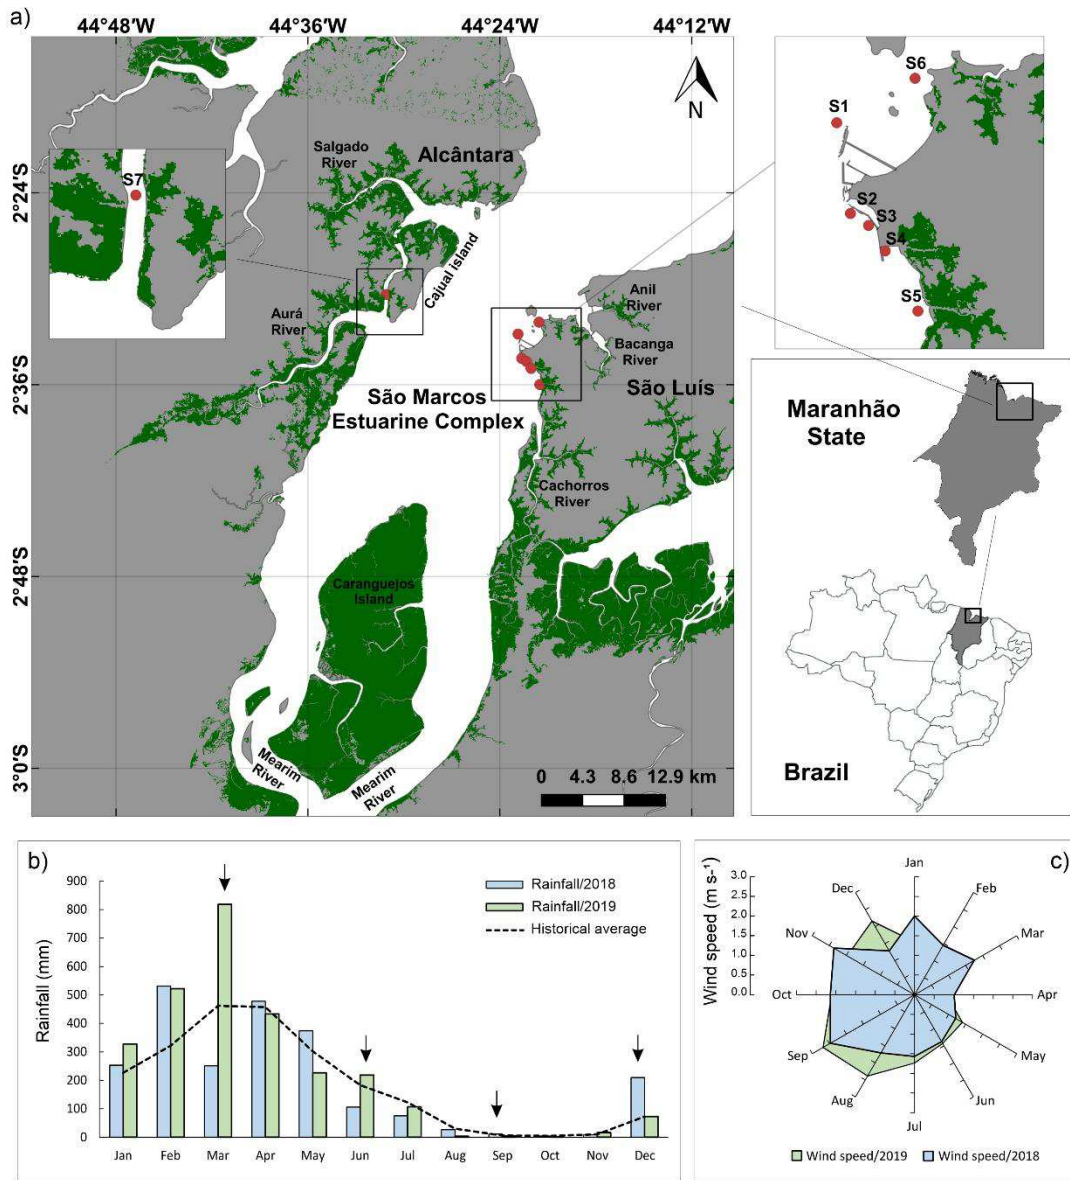 a)
44°48'W
44°36'W
44°24'W
44°12'W
2°24'S
2°36'S
2°48'S
3°0'S
N
S7
Salgado
River
Alcântara
Cajual island
Aurá
River
Anil
River
Bacanga
River
São Marcos
Estuarine Complex
São Luís
Cachorros
River
Caranguejos
Island
Mearim
River
Mearim
River
0 4.3 8.6 12.9 km
S6
S1
S2
S3
S4
S5
Maranhão
State
Brazil
b)
Rainfall (mm)
900
800
700
600
500
400
300
200
100
0
Jan Feb Mar Apr May Jun Jul Aug Sep Oct Nov Dec
Rainfall/2018
Rainfall/2019
Historical average
c)
Wind speed (m s-¹)
3.0
2.5
2.0
1.5
1.0
0.5
0.0
Jan
Feb
Mar
Apr
May
Jun
Jul
Aug
Sep
Oct
Nov
Dec
Wind speed/2019 Wind speed/2018